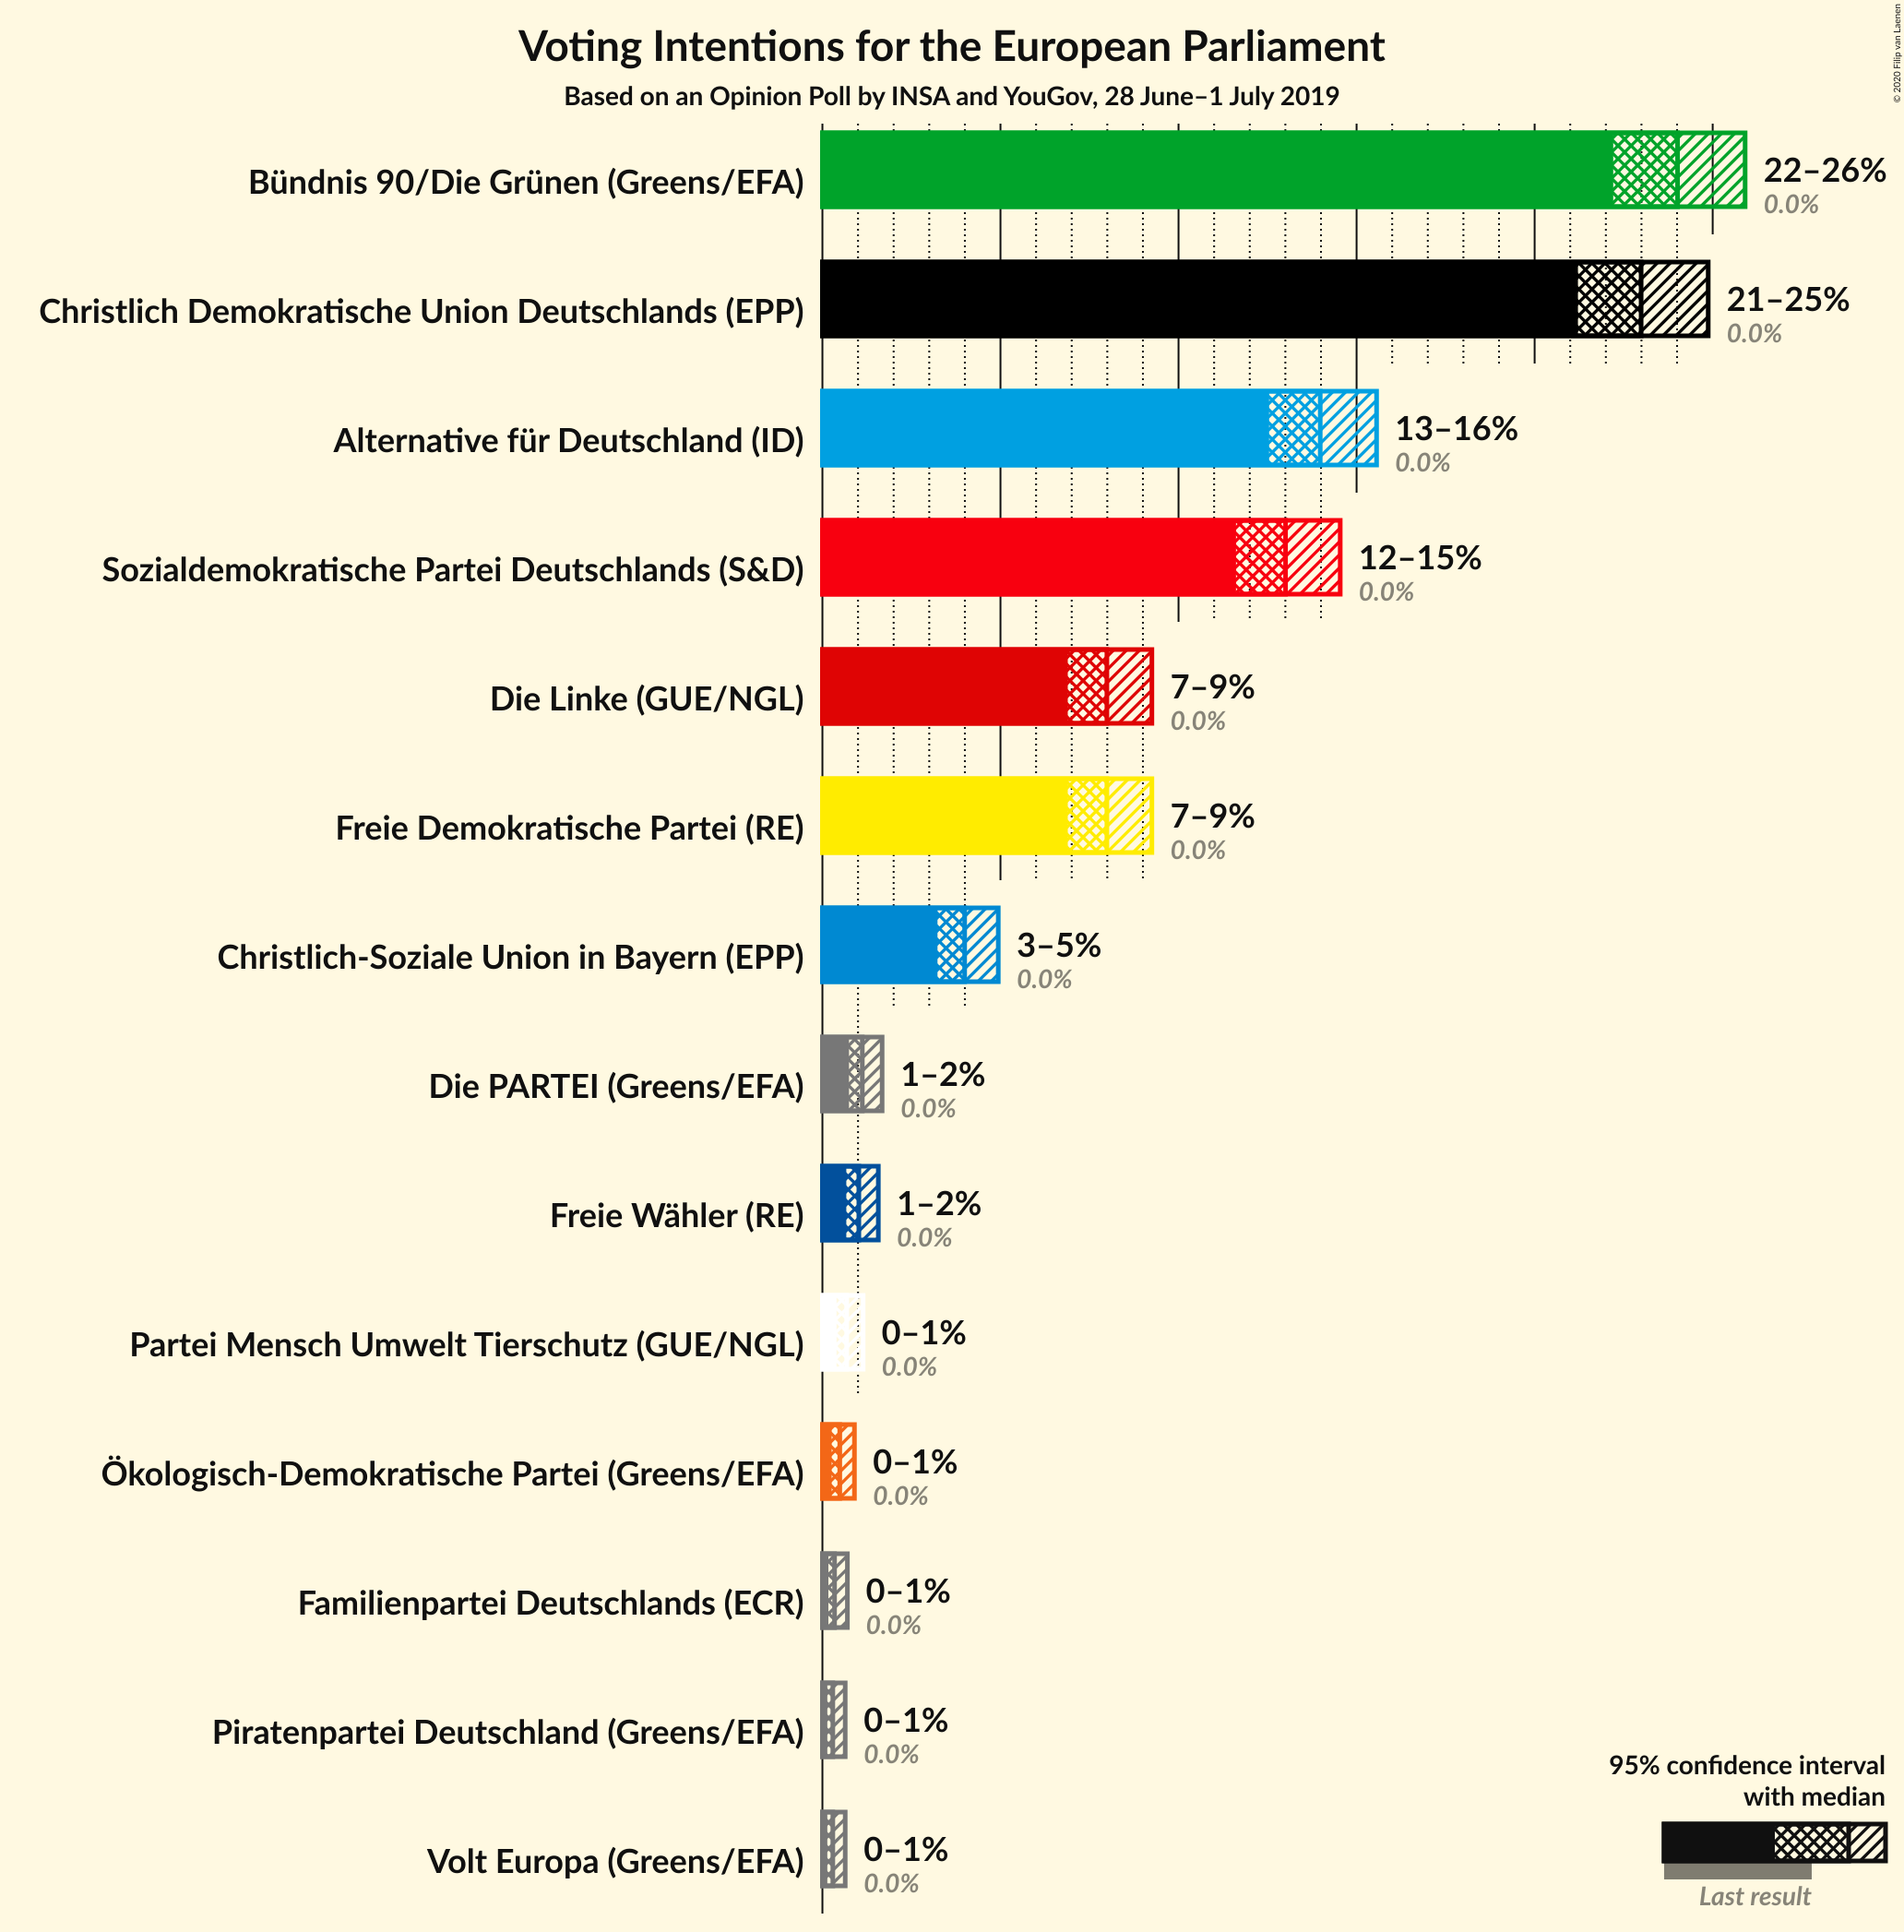 Voting Intentions for the European Parliament
Based on an Opinion Poll by INSA and YouGov, 28 June–1 July 2019
© 2020 Filip van Laenen
Bündnis 90/Die Grünen (Greens/EFA)
22–26%
0.0%
Christlich Demokratische Union Deutschlands (EPP)
21–25%
0.0%
Alternative für Deutschland (ID)
13–16%
0.0%
Sozialdemokratische Partei Deutschlands (S&D)
12–15%
0.0%
Die Linke (GUE/NGL)
7–9%
0.0%
Freie Demokratische Partei (RE)
7–9%
0.0%
Christlich-Soziale Union in Bayern (EPP)
3–5%
0.0%
Die PARTEI (Greens/EFA)
1–2%
0.0%
Freie Wähler (RE)
1–2%
0.0%
Partei Mensch Umwelt Tierschutz (GUE/NGL)
0–1%
0.0%
Ökologisch-Demokratische Partei (Greens/EFA)
0–1%
0.0%
Familienpartei Deutschlands (ECR)
0–1%
0.0%
Piratenpartei Deutschland (Greens/EFA)
0–1%
0.0%
Volt Europa (Greens/EFA)
0–1%
0.0%
95% confidence interval
with median
Last result